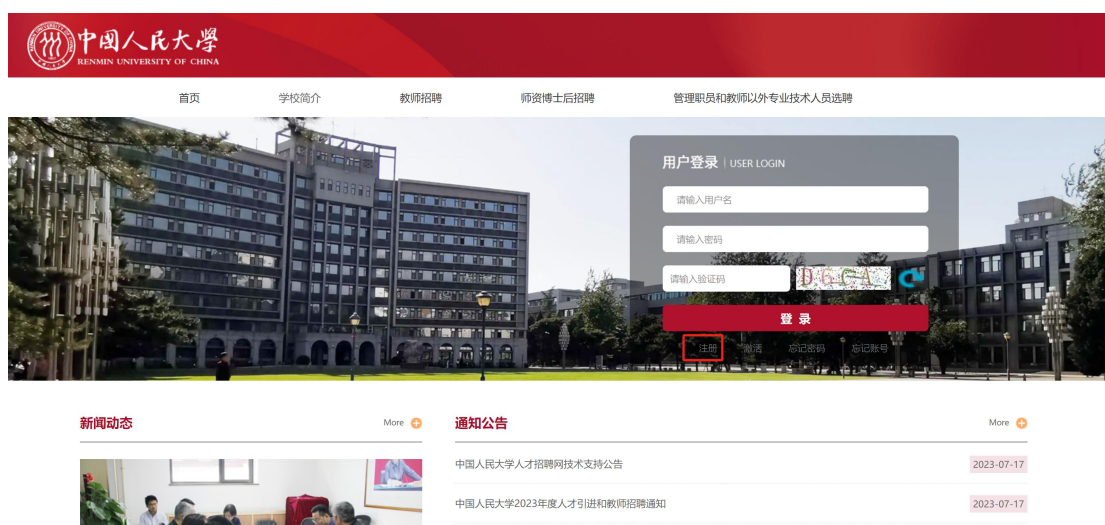 中国人民大学
RENMIN UNIVERSITY OF CHINA
首页 学校简介 教师招聘 师资博士后招聘 管理职员和教师以外专业技术人员选聘
用户登录 | USER LOGIN
请输入用户名
请输入密码
请输入验证码
登 录
注册 激活 忘记密码 忘记账号
新闻动态 More
通知公告 More
中国人民大学人才招聘网技术支持公告 2023-07-17
中国人民大学2023年度人才引进和教师招聘通知 2023-07-17